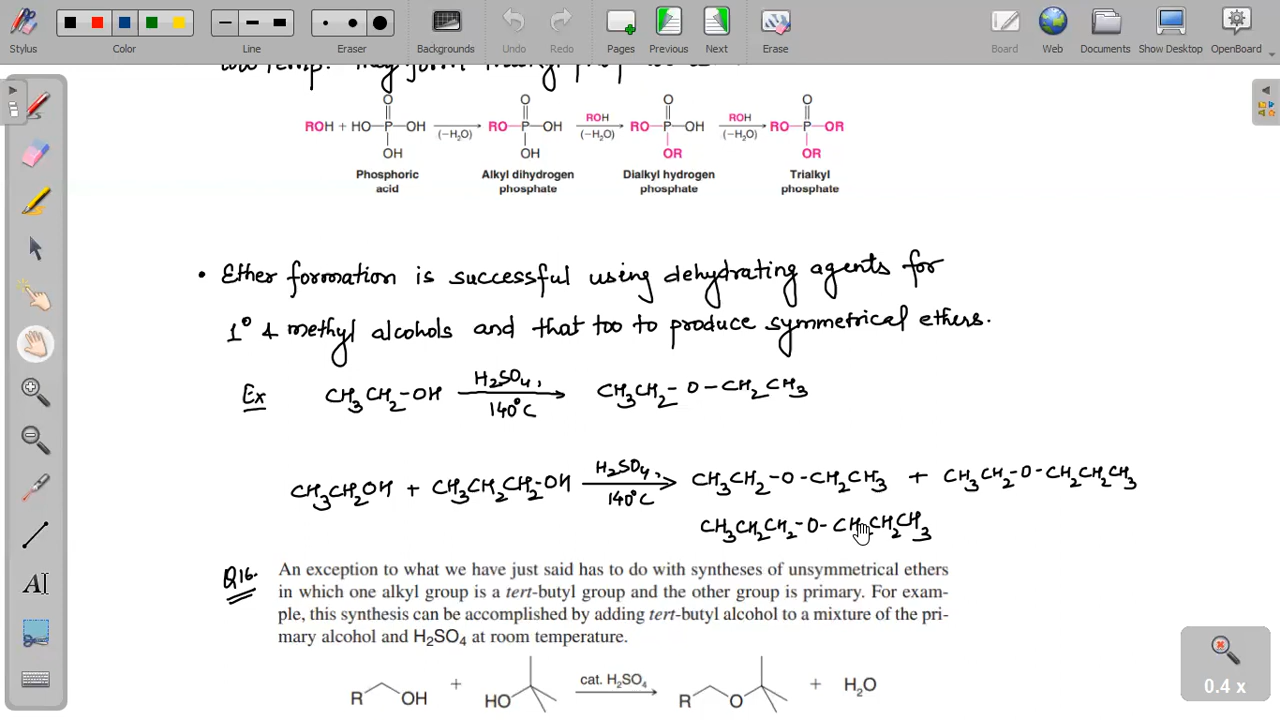 Stylus
Color
Line
Eraser
Backgrounds
Undo
Redo
Pages
Previous
Next
Erase
Board
Web
Documents
Show Desktop
OpenBoard
ROH + HO—P—OH (−H₂O) RO—P—OH ROH (−H₂O) RO—P—OH ROH (−H₂O) RO—P—OR
O O O O
OH OH OR OR
Phosphoric acid
Alkyl dihydrogen phosphate
Dialkyl hydrogen phosphate
Trialkyl phosphate
• Ether formation is successful using dehydrating agents for
1° & methyl alcohols and that too to produce symmetrical ethers.
Ex CH₃CH₂-OH H₂SO₄, 140°C CH₃CH₂-O-CH₂CH₃
CH₃CH₂OH + CH₃CH₂CH₂-OH H₂SO₄, 140°C CH₃CH₂-O-CH₂CH₃ + CH₃CH₂-O-CH₂CH₂CH₃
CH₃CH₂CH₂-O-CH₂CH₂CH₃
Q16. An exception to what we have just said has to do with syntheses of unsymmetrical ethers
in which one alkyl group is a tert-butyl group and the other group is primary. For exam-
ple, this synthesis can be accomplished by adding tert-butyl alcohol to a mixture of the pri-
mary alcohol and H₂SO₄ at room temperature.
R OH + HO cat. H₂SO₄ R O + H₂O
0.4 x